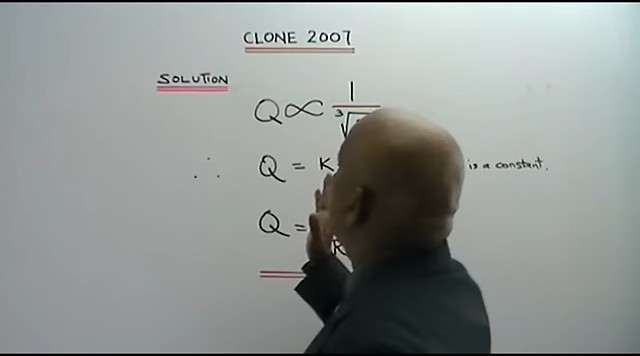 CLONE 2007
SOLUTION
Q ∝ 1/∛
∴ Q = K is a constant.
Q =